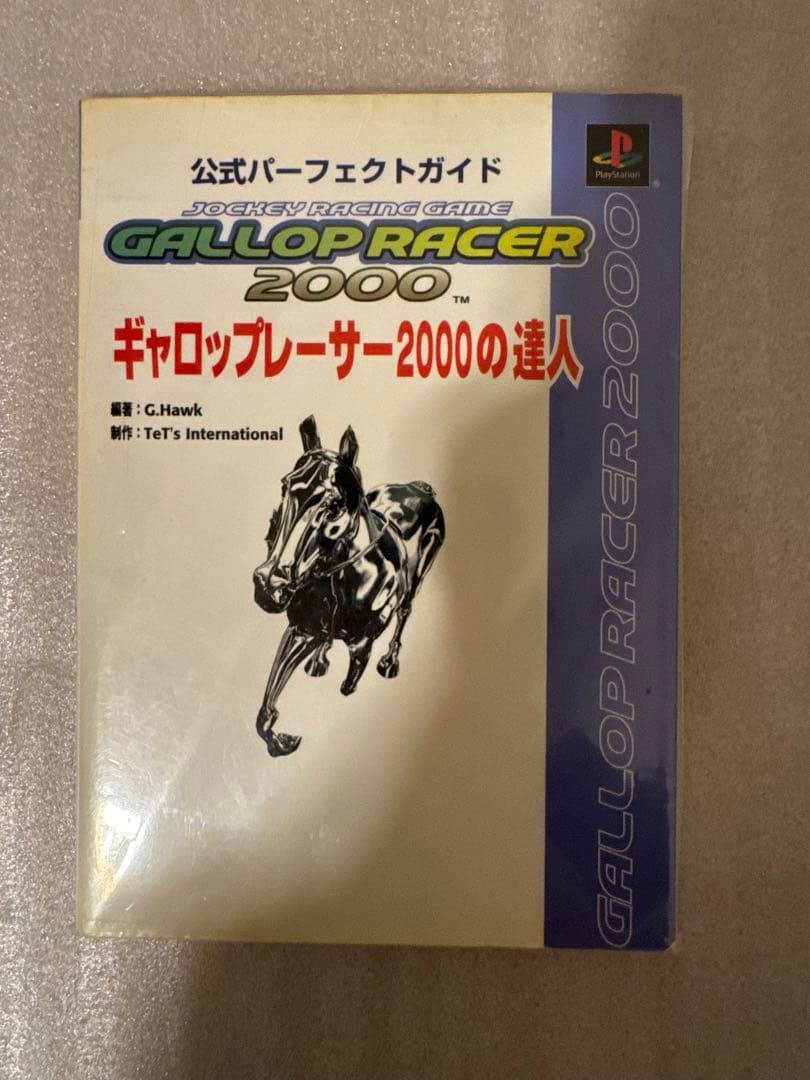 公式パーフェクトガイド
JOCKEY RACING GAME
GALLOP RACER
2000™
ギャロップレーサー2000の達人
編著：G.Hawk
制作：TeT's International
PlayStation®
GALLOP RACER 2000